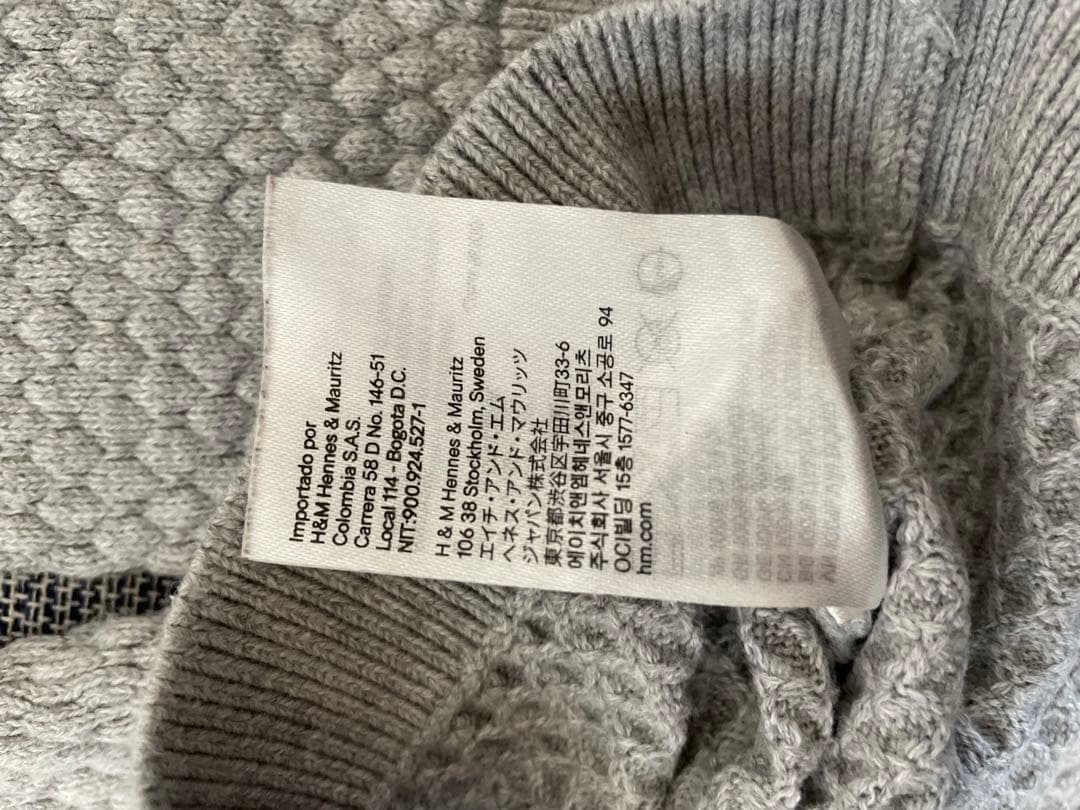 Importado por
H&M Hennes & Mauritz
Colombia S.A.S.
Carrera 58 D No. 146-51
Local 114 - Bogota D.C.
NIT:900.924.527-1
H & M Hennes & Mauritz
106 38 Stockholm, Sweden
エイチ・アンド・エム
ヘネス・アンド・マウリッツ
ジャパン株式会社
東京都渋谷区宇田川町33-6
에이치앤엠헤네스앤모리츠
주식회사 서울시 중구 소공로 94
OCI빌딩 15층 1577-6347
hm.com